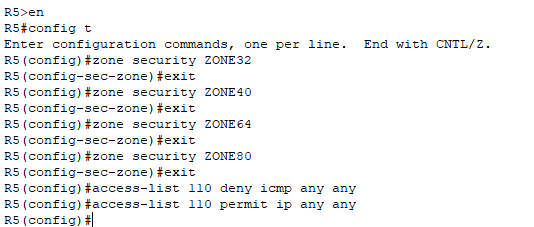 R5>en
R5#config t
Enter configuration commands, one per line.  End with CNTL/Z.
R5(config)#zone security ZONE32
R5(config-sec-zone)#exit
R5(config)#zone security ZONE40
R5(config-sec-zone)#exit
R5(config)#zone security ZONE64
R5(config-sec-zone)#exit
R5(config)#zone security ZONE80
R5(config-sec-zone)#exit
R5(config)#access-list 110 deny icmp any any
R5(config)#access-list 110 permit ip any any
R5(config)#